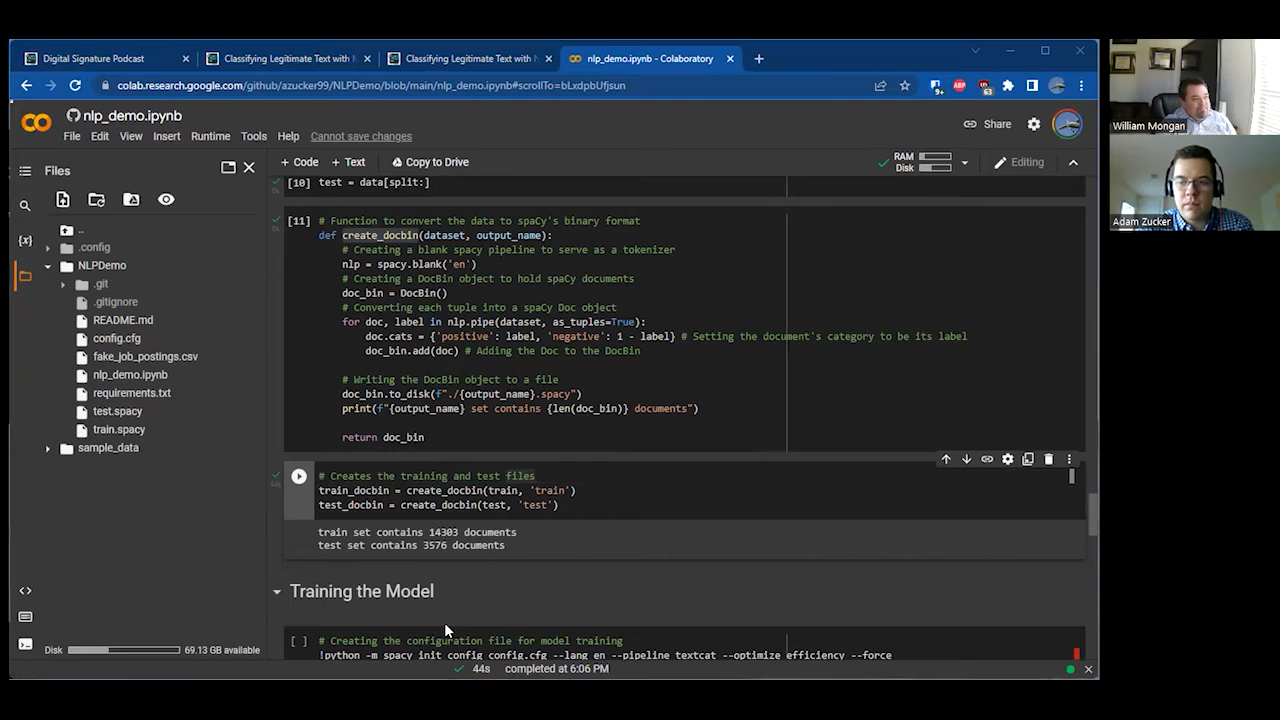 Digital Signature Podcast
Classifying Legitimate Text with N
Classifying Legitimate Text with N
nlp_demo.ipynb - Colaboratory
colab.research.google.com/github/azucker99/NLPDemo/blob/main/nlp_demo.ipynb#scrollTo=bLxdpbUfjsun
9+
ABP
63
nlp_demo.ipynb
File Edit View Insert Runtime Tools Help Cannot save changes
Share
Files
+ Code + Text Copy to Drive
RAM
Disk
Editing
..
.config
NLPDemo
.git
.gitignore
README.md
config.cfg
fake_job_postings.csv
nlp_demo.ipynb
requirements.txt
test.spacy
train.spacy
sample_data
Disk 69.13 GB available
[10] test = data[split:]
0s
[11] # Function to convert the data to spaCy's binary format
0s
def create_docbin(dataset, output_name):
# Creating a blank spacy pipeline to serve as a tokenizer
nlp = spacy.blank('en')
# Creating a DocBin object to hold spaCy documents
doc_bin = DocBin()
# Converting each tuple into a spaCy Doc object
for doc, label in nlp.pipe(dataset, as_tuples=True):
doc.cats = {'positive': label, 'negative': 1 - label} # Setting the document's category to be its label
doc_bin.add(doc) # Adding the Doc to the DocBin
# Writing the DocBin object to a file
doc_bin.to_disk(f"./{output_name}.spacy")
print(f"{output_name} set contains {len(doc_bin)} documents")
return doc_bin
44s
# Creates the training and test files
train_docbin = create_docbin(train, 'train')
test_docbin = create_docbin(test, 'test')
train set contains 14303 documents
test set contains 3576 documents
Training the Model
[ ] # Creating the configuration file for model training
!python -m spacy init config config.cfg --lang en --pipeline textcat --optimize efficiency --force
44s completed at 6:06 PM
William Mongan
Adam Zucker